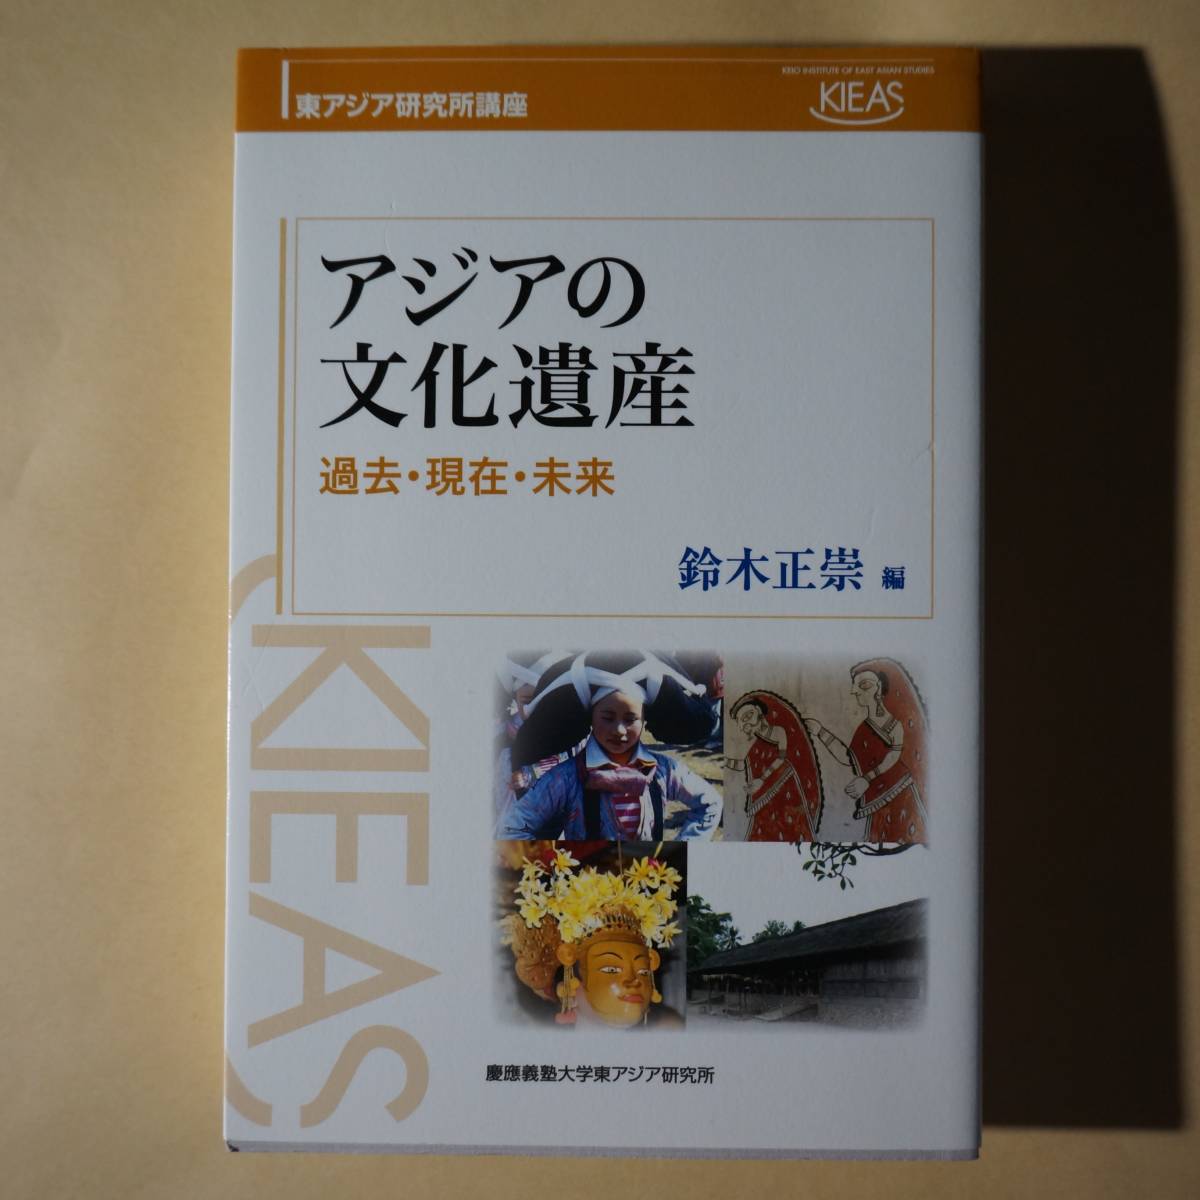 東アジア研究所講座
KEIO INSTITUTE OF EAST ASIAN STUDIES
KIEAS
アジアの
文化遺産
過去・現在・未来
鈴木正崇 編
KIEAS
慶應義塾大学東アジア研究所